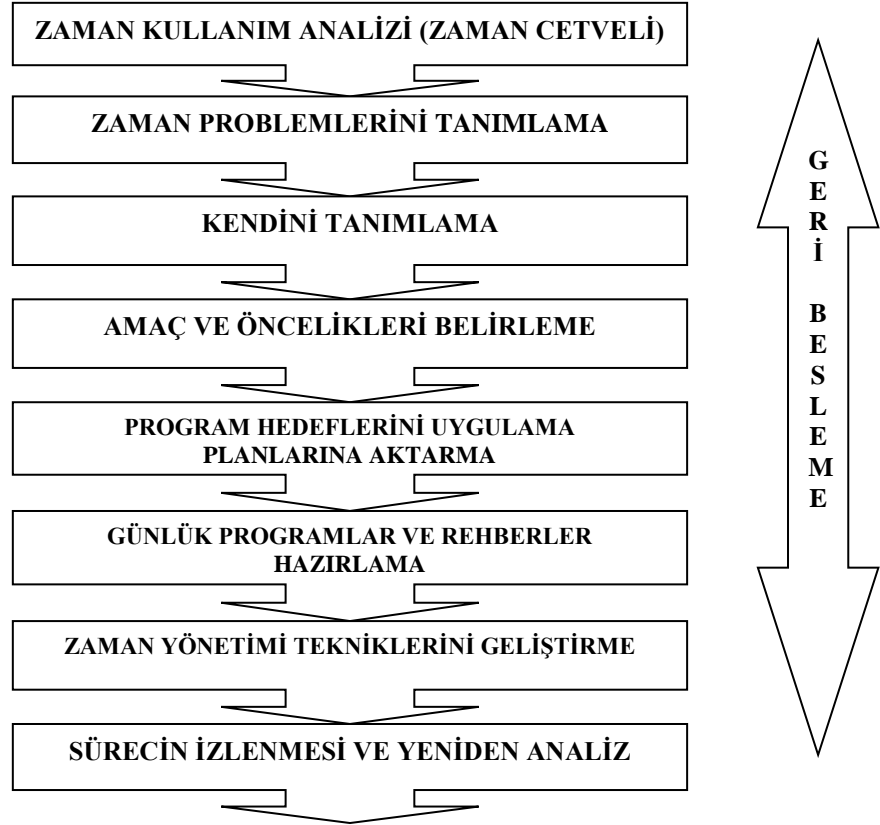 ZAMAN KULLANIM ANALİZİ (ZAMAN CETVELİ)
ZAMAN PROBLEMLERİNİ TANIMLAMA
KENDİNİ TANIMLAMA
AMAÇ VE ÖNCELİKLERİ BELİRLEME
PROGRAM HEDEFLERİNİ UYGULAMA
PLANLARINA AKTARMA
GÜNLÜK PROGRAMLAR VE REHBERLER
HAZIRLAMA
ZAMAN YÖNETİMİ TEKNİKLERİNİ GELİŞTİRME
SÜRECİN İZLENMESİ VE YENİDEN ANALİZ
GERİ BESLEME